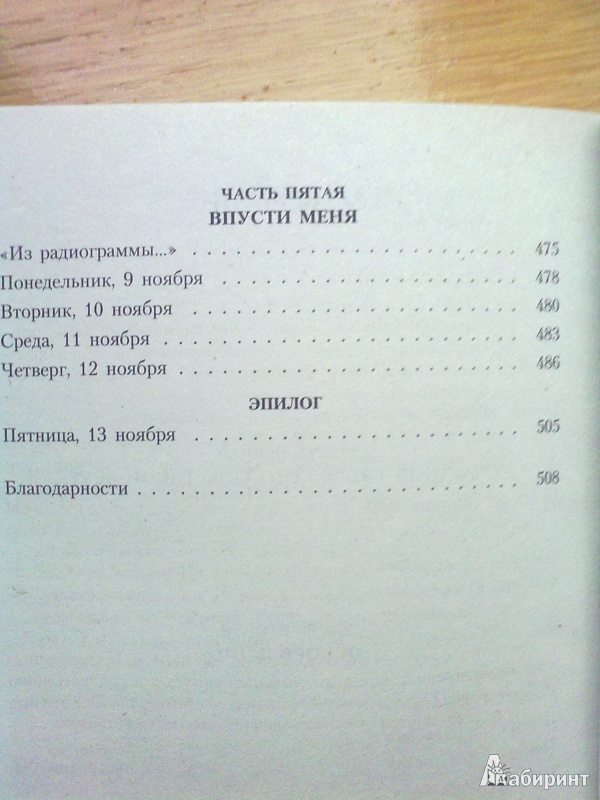 ЧАСТЬ ПЯТАЯ
ВПУСТИ МЕНЯ
«Из радиограммы...» . . . . . . . . . . . . . . . . . . . . . . 475
Понедельник, 9 ноября . . . . . . . . . . . . . . . . . . . . 478
Вторник, 10 ноября . . . . . . . . . . . . . . . . . . . . . . 480
Среда, 11 ноября . . . . . . . . . . . . . . . . . . . . . . . 483
Четверг, 12 ноября . . . . . . . . . . . . . . . . . . . . . . 486
ЭПИЛОГ
Пятница, 13 ноября . . . . . . . . . . . . . . . . . . . . . . 505
Благодарности . . . . . . . . . . . . . . . . . . . . . . . . . 508
Лабиринт